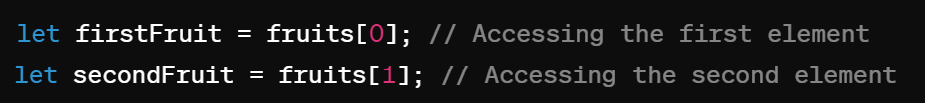 let firstFruit = fruits[0]; // Accessing the first element
let secondFruit = fruits[1]; // Accessing the second element